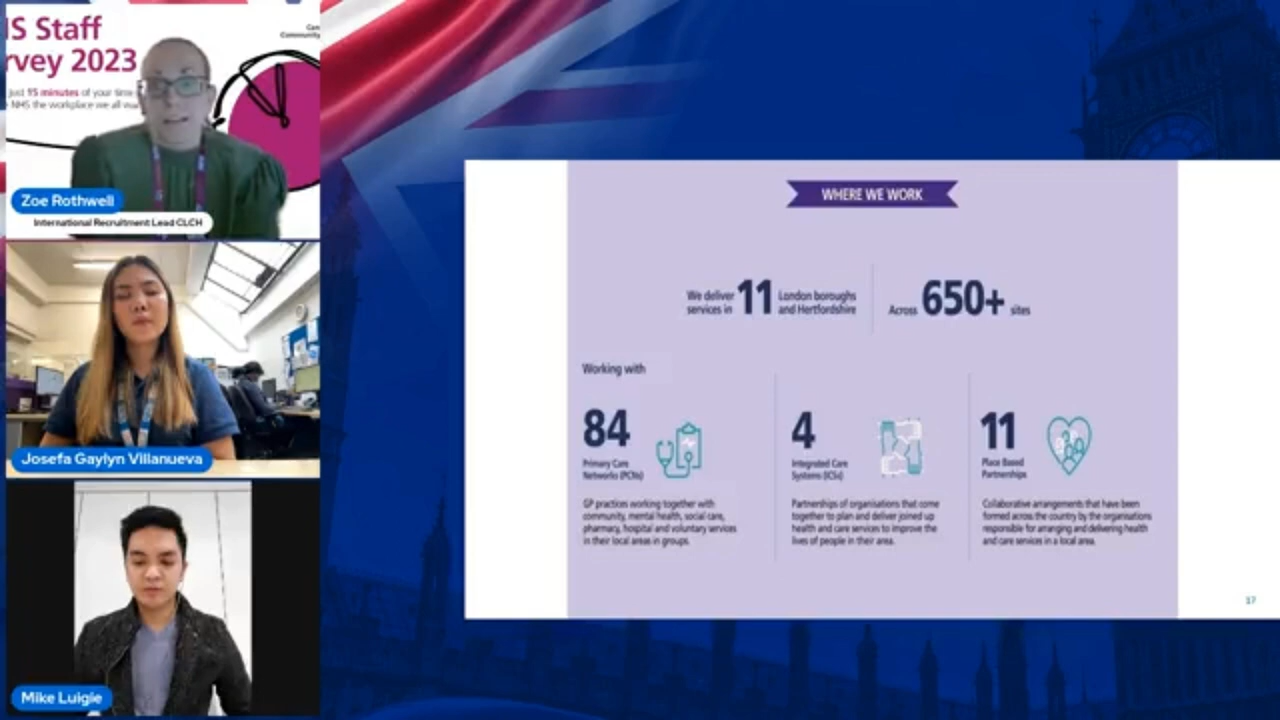 IS Staff
rvey 2023
just 15 minutes of your time
NHS the workplace we all
Community
Zoe Rothwell
International Recruitment Lead CLCH
Josefa Gaylyn Villanueva
Mike Luigie
WHERE WE WORK
We deliver services in 11 London boroughs and Hertfordshire
Across 650+ sites
Working with
84
Primary Care
Networks (PCNs)
GP practices working together with
community, mental health, social care,
pharmacy, hospital and voluntary services
in their local areas in groups.
4
Integrated Care
Systems (ICSs)
Partnerships of organisations that come
together to plan and deliver joined up
health and care services to improve the
lives of people in their area.
11
Place Based
Partnerships
Collaborative arrangements that have been
formed across the country by the organisations
responsible for arranging and delivering health
and care services in a local area.
17